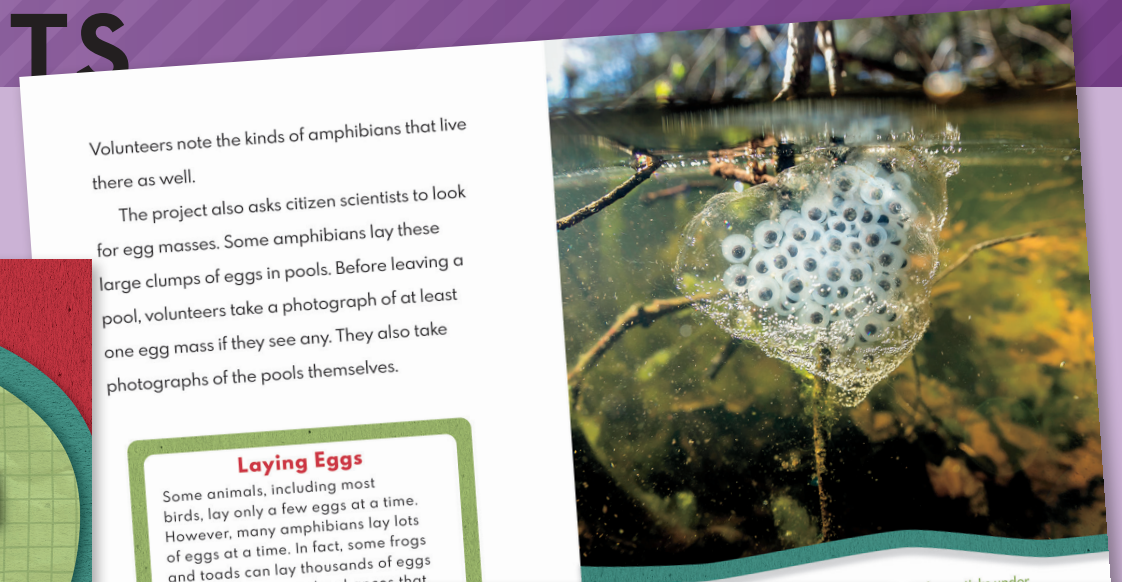 TS
Volunteers note the kinds of amphibians that live
there as well.
The project also asks citizen scientists to look
for egg masses. Some amphibians lay these
large clumps of eggs in pools. Before leaving a
pool, volunteers take a photograph of at least
one egg mass if they see any. They also take
photographs of the pools themselves.
Laying Eggs
Some animals, including most
birds, lay only a few eggs at a time.
However, many amphibians lay lots
of eggs at a time. In fact, some frogs
and toads can lay thousands of eggs
that